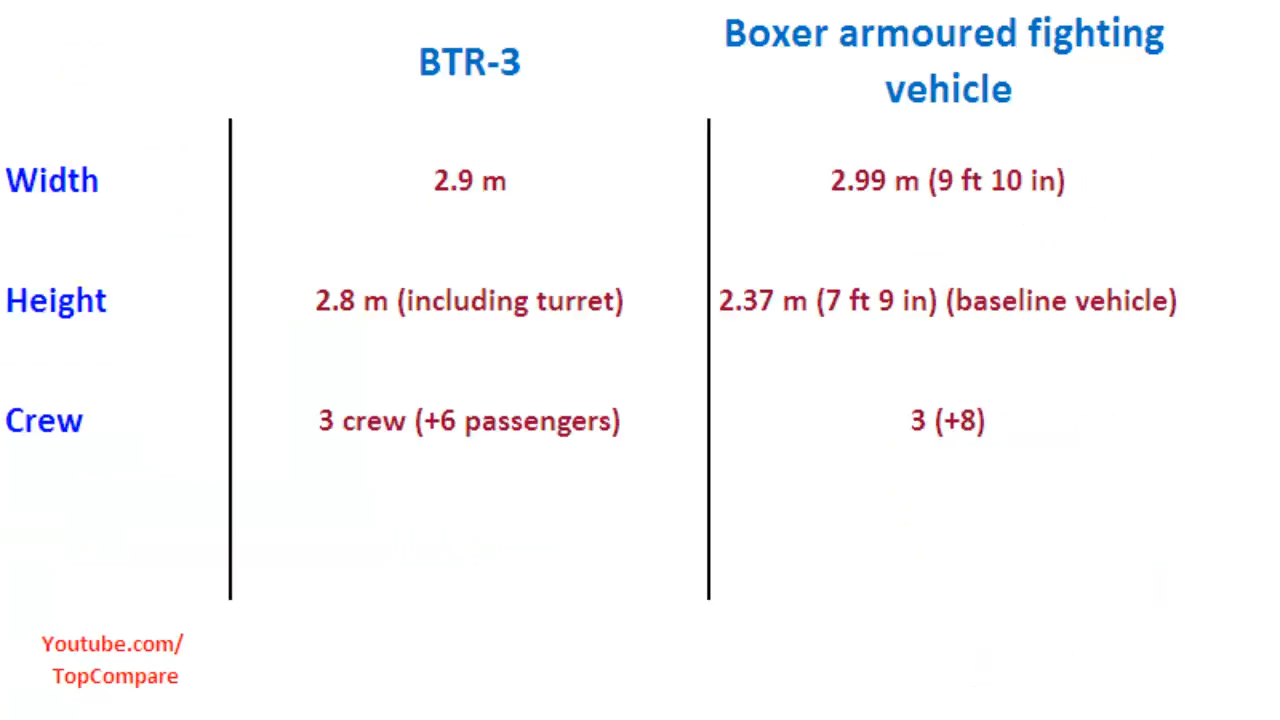 BTR-3
Boxer armoured fighting
vehicle
Width
2.9 m
2.99 m (9 ft 10 in)
Height
2.8 m (including turret)
2.37 m (7 ft 9 in) (baseline vehicle)
Crew
3 crew (+6 passengers)
3 (+8)
Youtube.com/
TopCompare